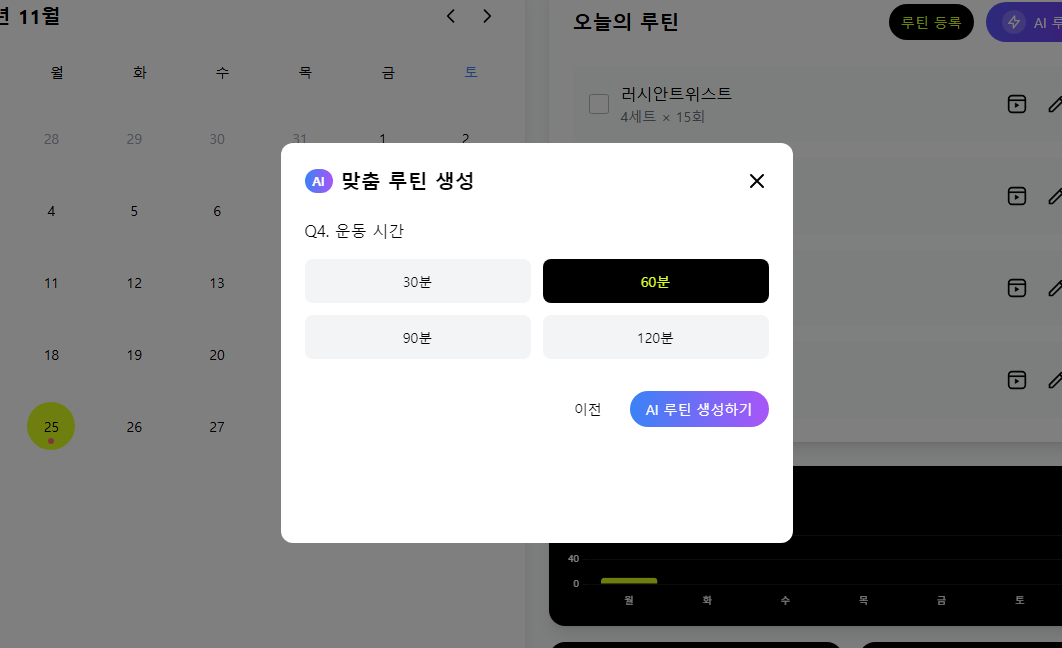 년 11월
월 화 수 목 금 토
28 29 30 31 1 2
4 5 6
11 12 13
18 19 20
25 26 27
오늘의 루틴
루틴 등록
AI 루
러시안트위스트
4세트 × 15회
AI 맞춤 루틴 생성
Q4. 운동 시간
30분 60분
90분 120분
이전 AI 루틴 생성하기
40
0
월 화 수 목 금 토